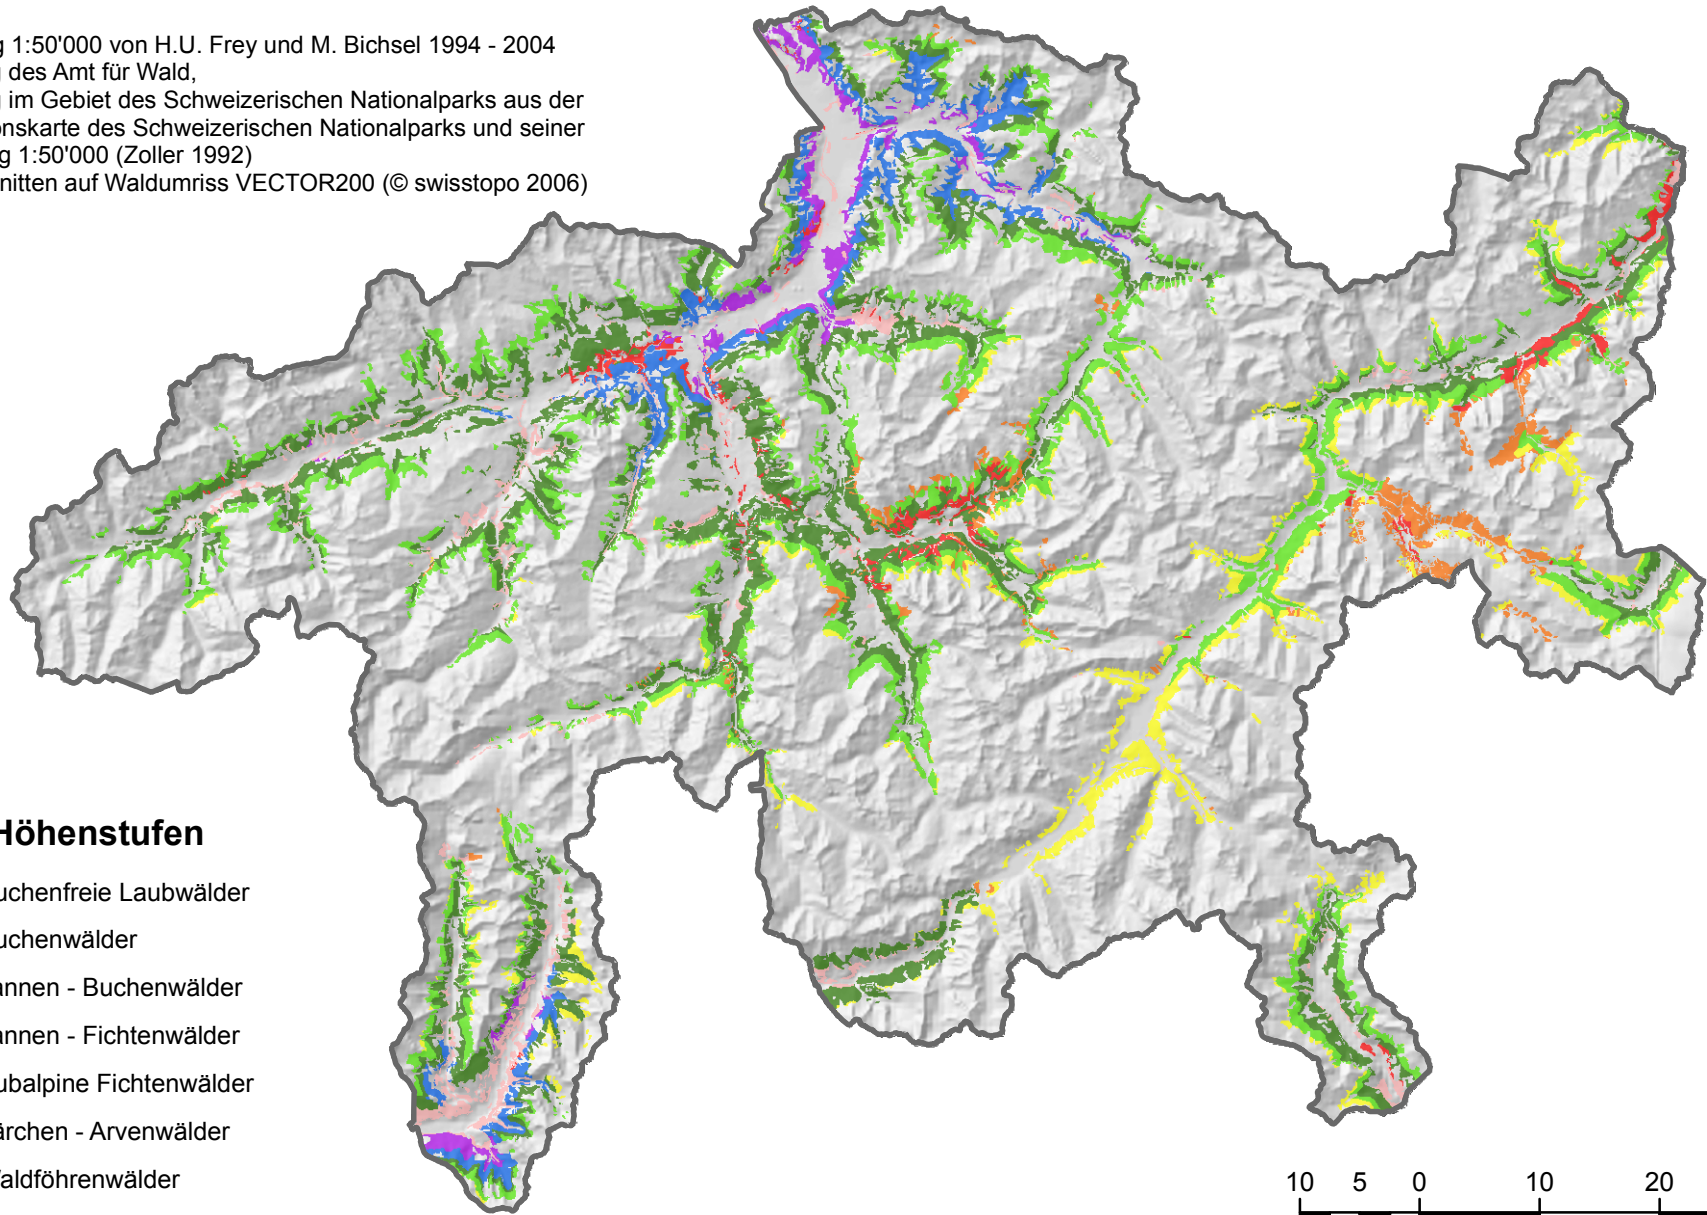 g 1:50'000 von H.U. Frey und M. Bichsel 1994 - 2004
g des Amt für Wald,
g im Gebiet des Schweizerischen Nationalparks aus der
onskarte des Schweizerischen Nationalparks und seiner
g 1:50'000 (Zoller 1992)
nitten auf Waldumriss VECTOR200 (© swisstopo 2006)
Höhenstufen
uchenfreie Laubwälder
uchenwälder
annen - Buchenwälder
annen - Fichtenwälder
ubalpine Fichtenwälder
ärchen - Arvenwälder
Waldföhrenwälder
10 5 0 10 20